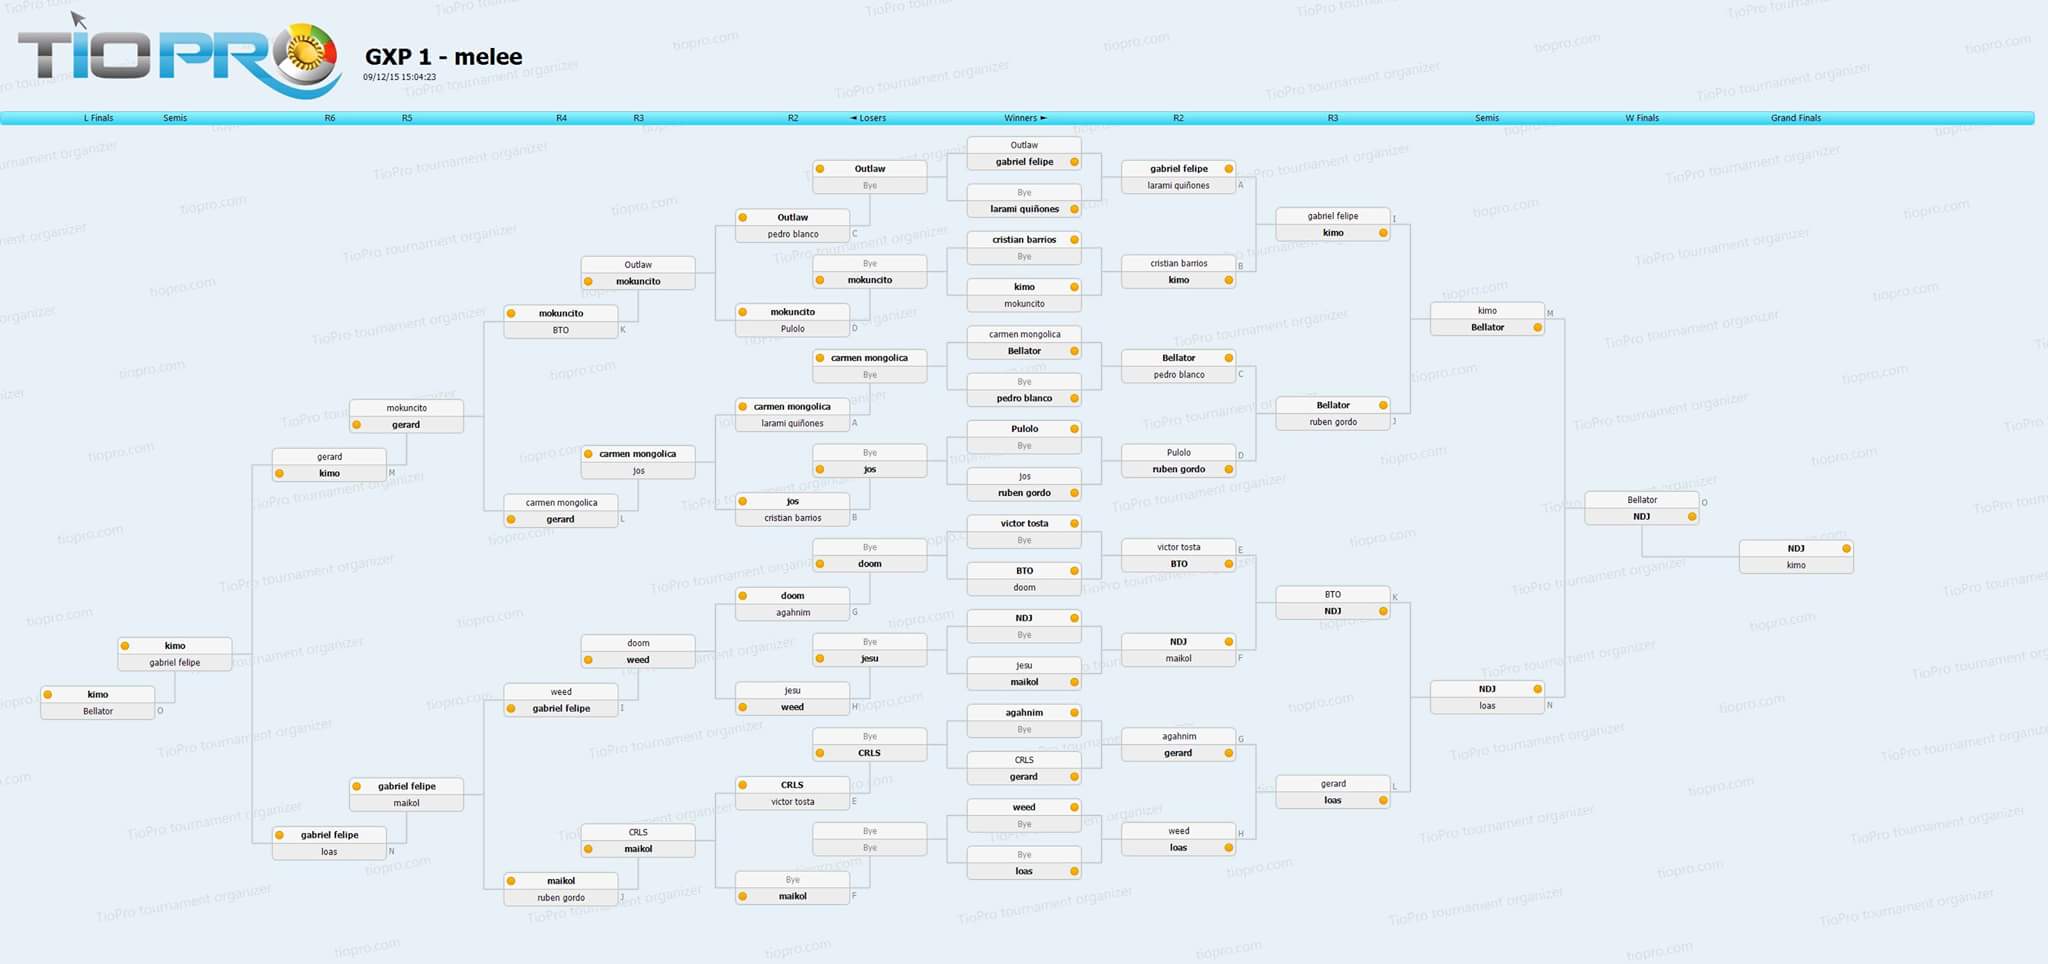 TIOPRO
GXP 1 - melee
09/12/15 15:04:23
L Finals Semis R6 R5 R4 R3 R2 ◄ Losers Winners ► R2 R3 Semis W Finals Grand Finals
kimo
gabriel felipe
kimo
Bellator O
gerard
kimo M
gabriel felipe
loas N
mokuncito
gerard
gabriel felipe
maikol
mokuncito
BTO K
carmen mongolica
gerard L
weed
gabriel felipe I
maikol
ruben gordo J
Outlaw
mokuncito
carmen mongolica
jos
doom
weed
CRLS
maikol
Outlaw
pedro blanco C
mokuncito
Pulolo D
carmen mongolica
larami quiñones A
jos
cristian barrios B
doom
agahnim G
jesu
weed H
CRLS
victor tosta E
Bye
maikol F
Outlaw
Bye
Bye
mokuncito
carmen mongolica
Bye
Bye
jos
Bye
doom
Bye
jesu
Bye
CRLS
Bye
Bye
Outlaw
gabriel felipe
Bye
larami quiñones
cristian barrios
Bye
kimo
mokuncito
carmen mongolica
Bellator
Bye
pedro blanco
Pulolo
Bye
jos
ruben gordo
victor tosta
Bye
BTO
doom
NDJ
Bye
jesu
maikol
agahnim
Bye
CRLS
gerard
weed
Bye
Bye
loas
gabriel felipe
larami quiñones A
cristian barrios B
kimo
Bellator
pedro blanco C
Pulolo D
ruben gordo
victor tosta E
BTO
NDJ
maikol F
agahnim G
gerard
weed H
loas
gabriel felipe I
kimo
Bellator
ruben gordo J
BTO K
NDJ
gerard L
loas
kimo M
Bellator
NDJ
loas N
Bellator O
NDJ
NDJ
kimo
TioPro tournament organizer
tiopro.com